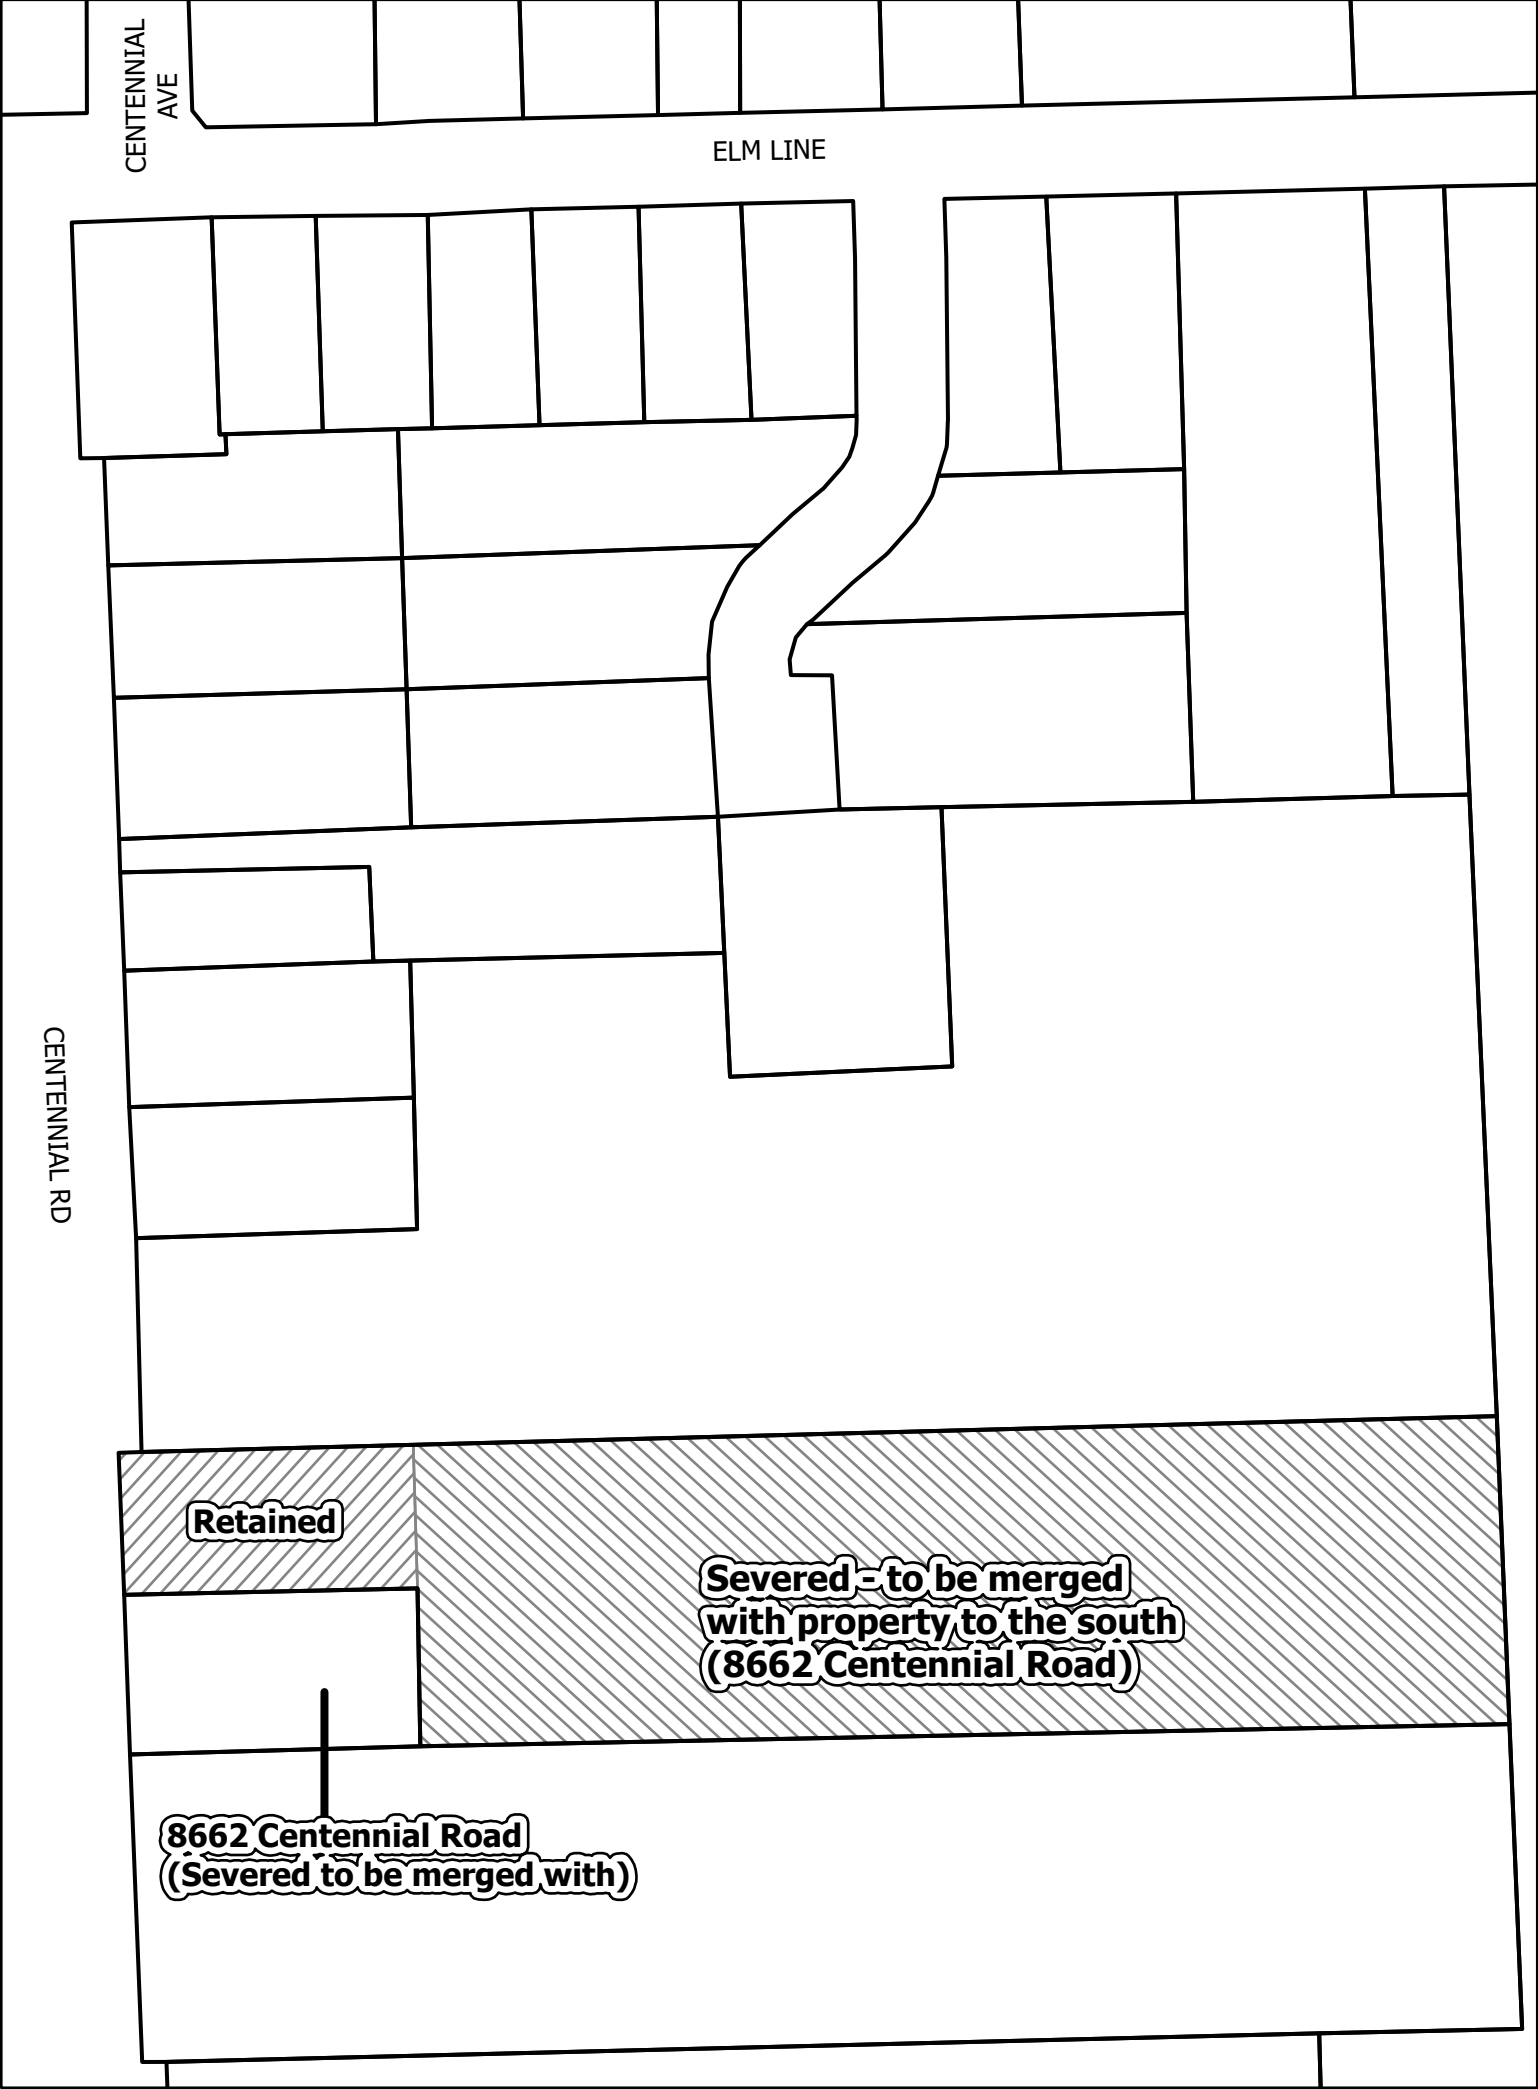 CENTENNIAL
AVE
ELM LINE
CENTENNIAL RD
Retained
Severed - to be merged
with property to the south
(8662 Centennial Road)
8662 Centennial Road
(Severed to be merged with)